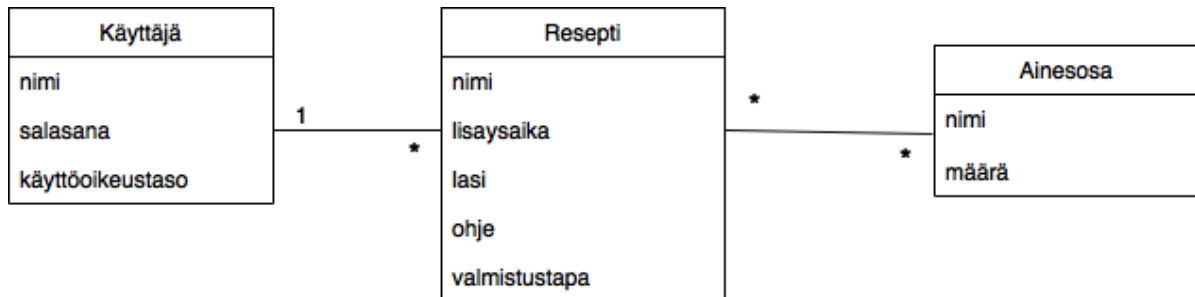 Käyttäjä
nimi
salasana
käyttöoikeustaso
1
*
Resepti
nimi
lisaysaika
lasi
ohje
valmistustapa
*
*
Ainesosa
nimi
määrä